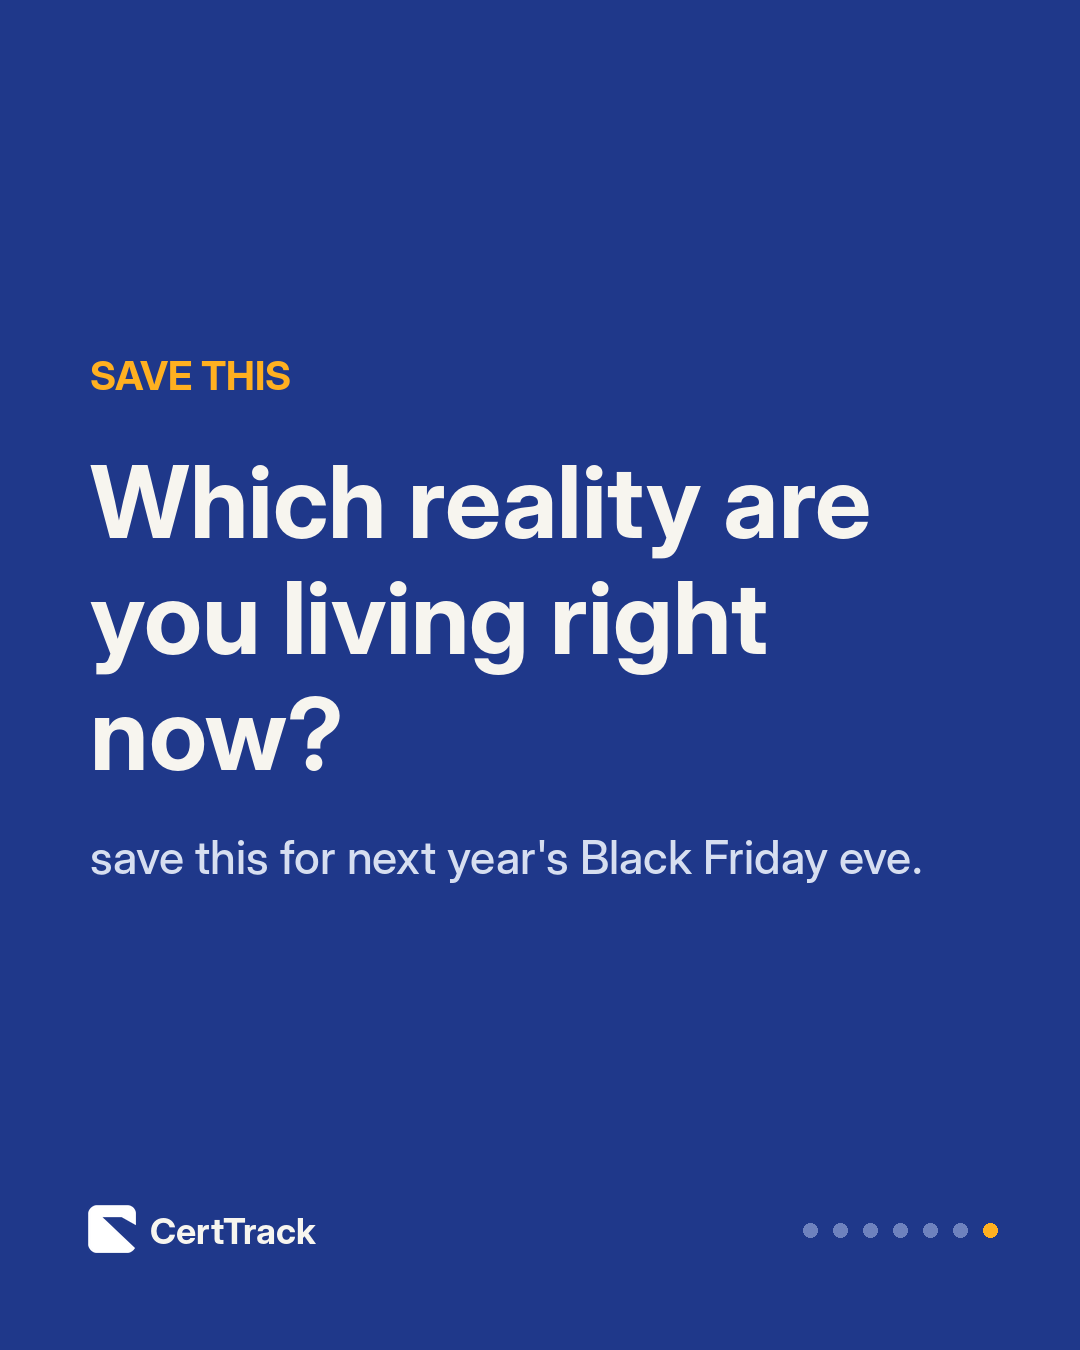 SAVE THIS
Which reality are
you living right
now?
save this for next year's Black Friday eve.
CertTrack